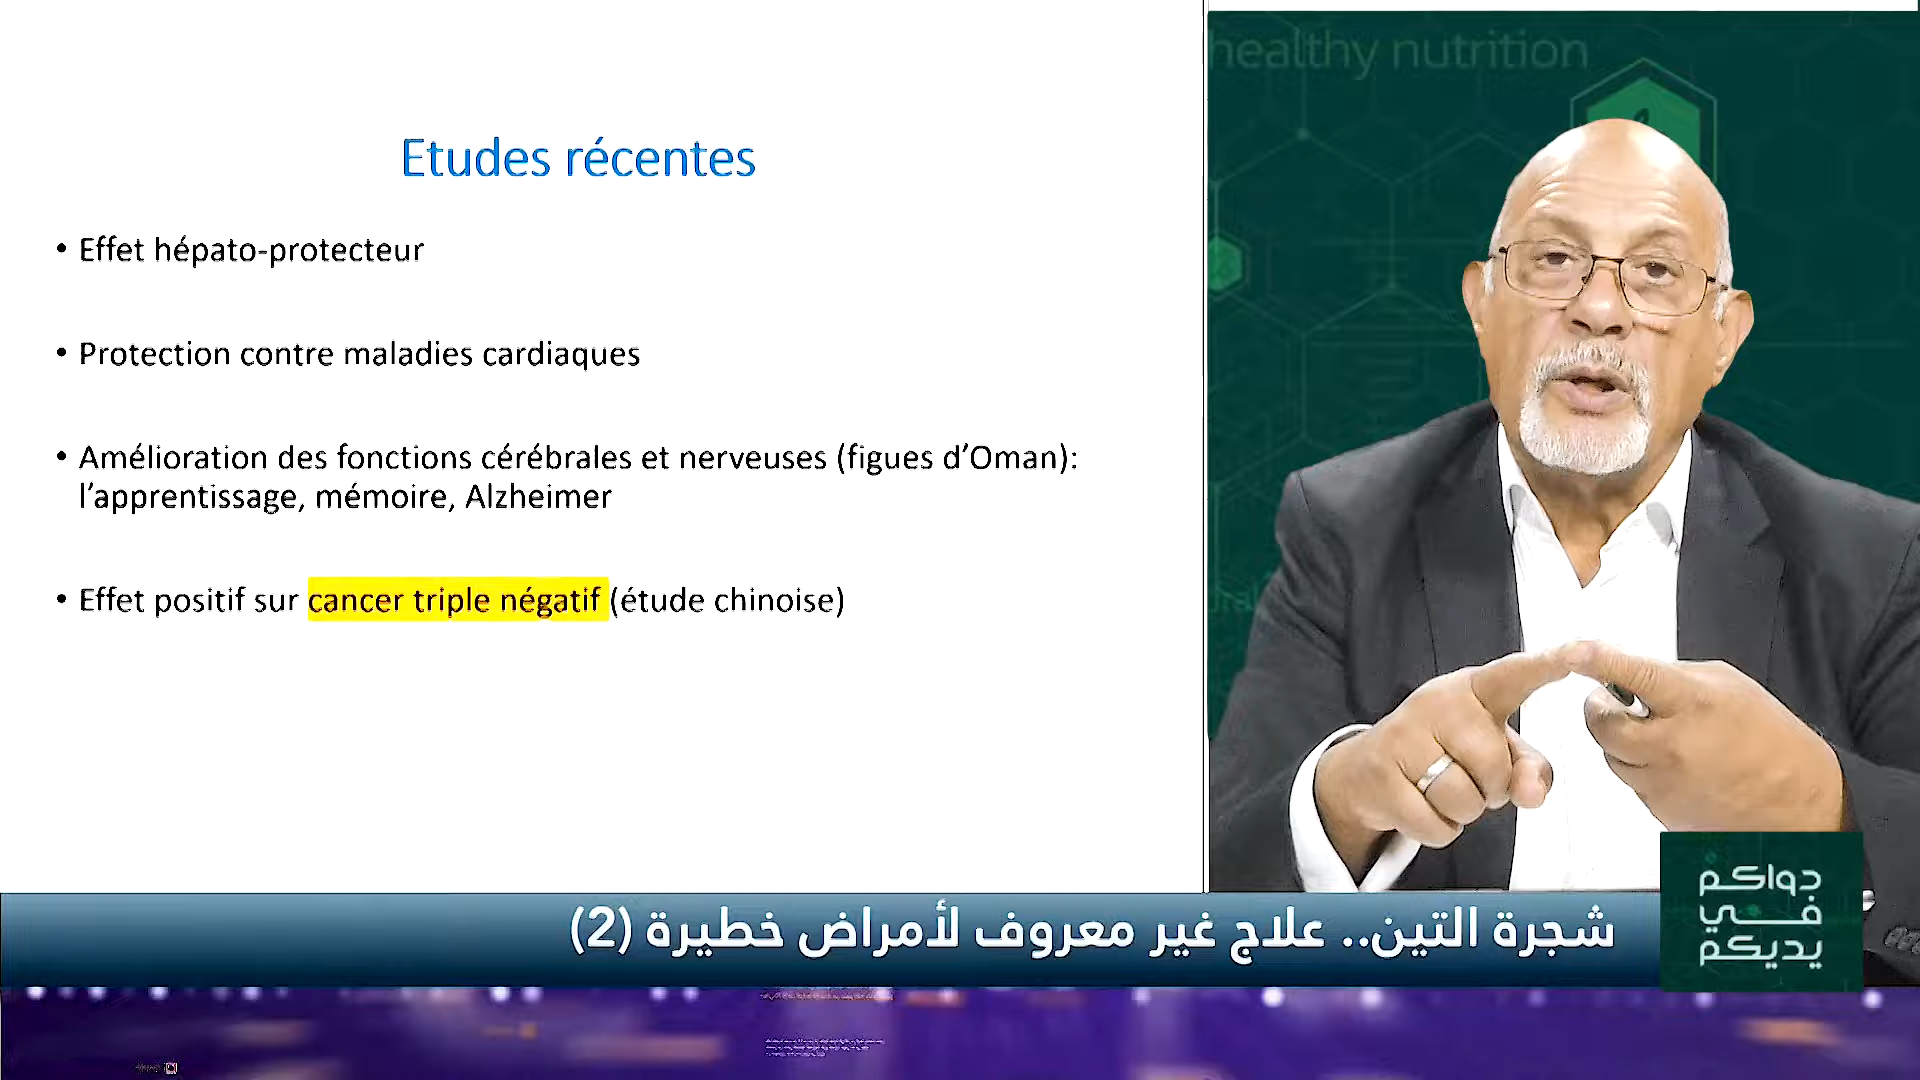 Etudes récentes
• Effet hépato-protecteur
• Protection contre maladies cardiaques
• Amélioration des fonctions cérébrales et nerveuses (figues d’Oman):
l’apprentissage, mémoire, Alzheimer
• Effet positif sur cancer triple négatif (étude chinoise)
healthy nutrition
شجرة التين.. علاج غير معروف لأمراض خطيرة (2)
دواكم
في
يديكم